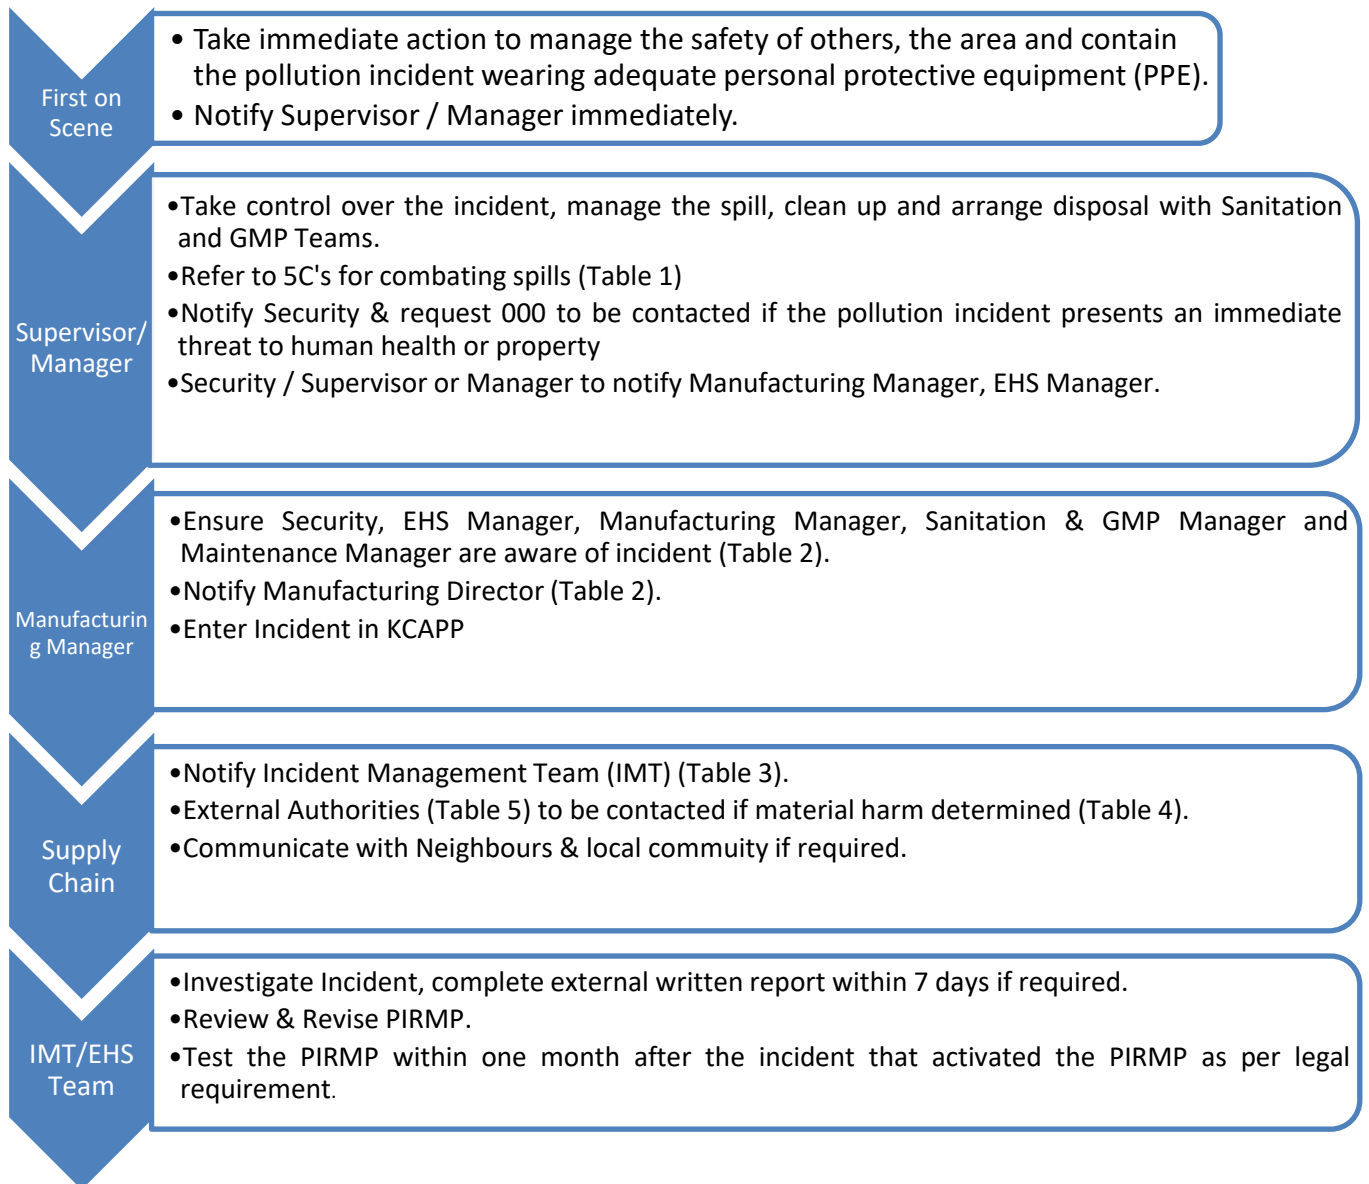 First on
Scene
• Take immediate action to manage the safety of others, the area and contain
the pollution incident wearing adequate personal protective equipment (PPE).
• Notify Supervisor / Manager immediately.
Supervisor/
Manager
•Take control over the incident, manage the spill, clean up and arrange disposal with Sanitation
and GMP Teams.
•Refer to 5C's for combating spills (Table 1)
•Notify Security & request 000 to be contacted if the pollution incident presents an immediate
threat to human health or property
•Security / Supervisor or Manager to notify Manufacturing Manager, EHS Manager.
Manufacturin
g Manager
•Ensure Security, EHS Manager, Manufacturing Manager, Sanitation & GMP Manager and
Maintenance Manager are aware of incident (Table 2).
•Notify Manufacturing Director (Table 2).
•Enter Incident in KCAPP
Supply
Chain
•Notify Incident Management Team (IMT) (Table 3).
•External Authorities (Table 5) to be contacted if material harm determined (Table 4).
•Communicate with Neighbours & local commuity if required.
IMT/EHS
Team
•Investigate Incident, complete external written report within 7 days if required.
•Review & Revise PIRMP.
•Test the PIRMP within one month after the incident that activated the PIRMP as per legal
requirement.